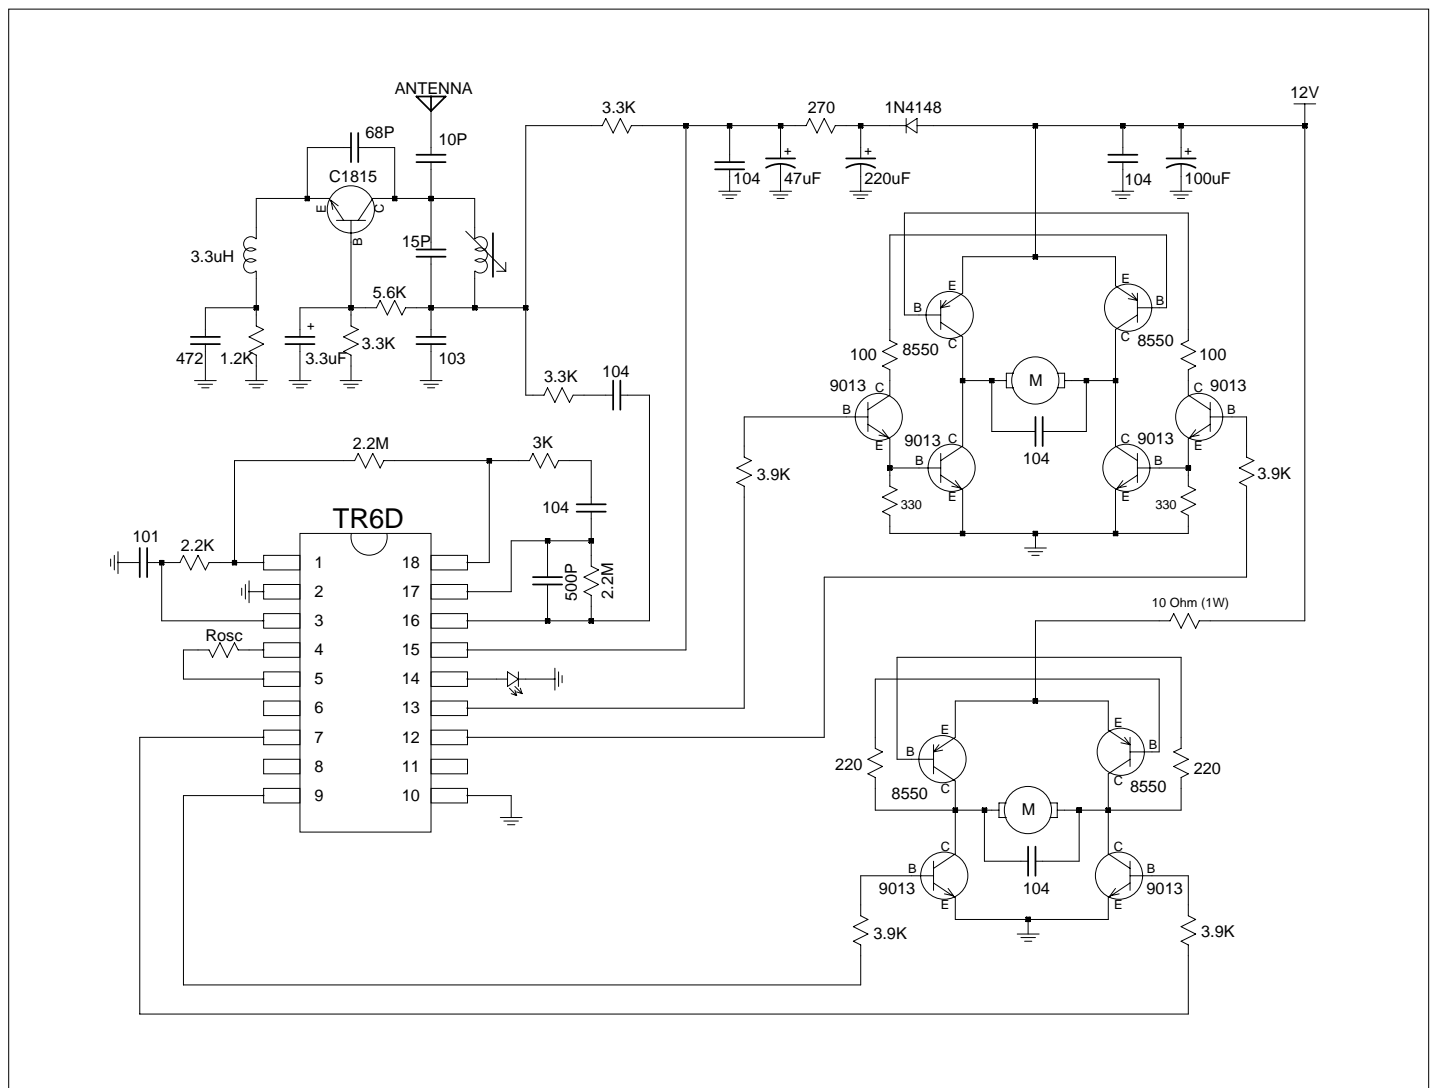 ANTENNA
12V
3.3K
270
1N4148
68P
10P
C1815
104
47uF
220uF
104
100uF
E
C
B
15P
3.3uH
5.6K
472
1.2K
3.3uF
3.3K
103
E
E
B
B
C
C
8550
8550
100
100
3.3K
104
M
9013
C
C
9013
B
B
E
E
104
9013
C
C
9013
B
B
E
E
330
330
3.9K
3.9K
2.2M
3K
104
TR6D
101
2.2K
500P
2.2M
Rosc
1
18
2
17
3
16
4
15
5
14
6
13
7
12
8
11
9
10
10 Ohm (1W)
E
E
B
B
C
C
220
220
8550
8550
M
C
C
B
B
9013
9013
E
E
104
3.9K
3.9K